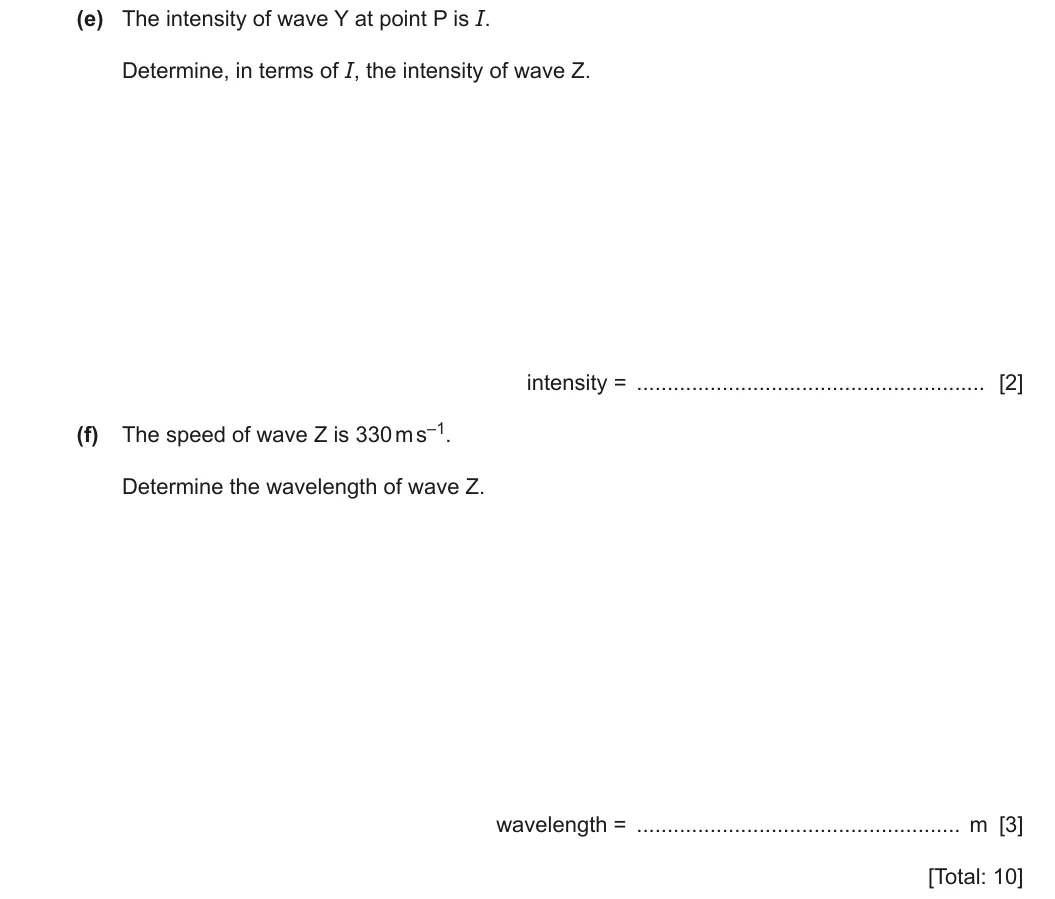 (e) The intensity of wave Y at point P is I.
Determine, in terms of I, the intensity of wave Z.
intensity = ......................................................... [2]
(f) The speed of wave Z is 330 m s⁻¹.
Determine the wavelength of wave Z.
wavelength = ..................................................... m [3]
[Total: 10]